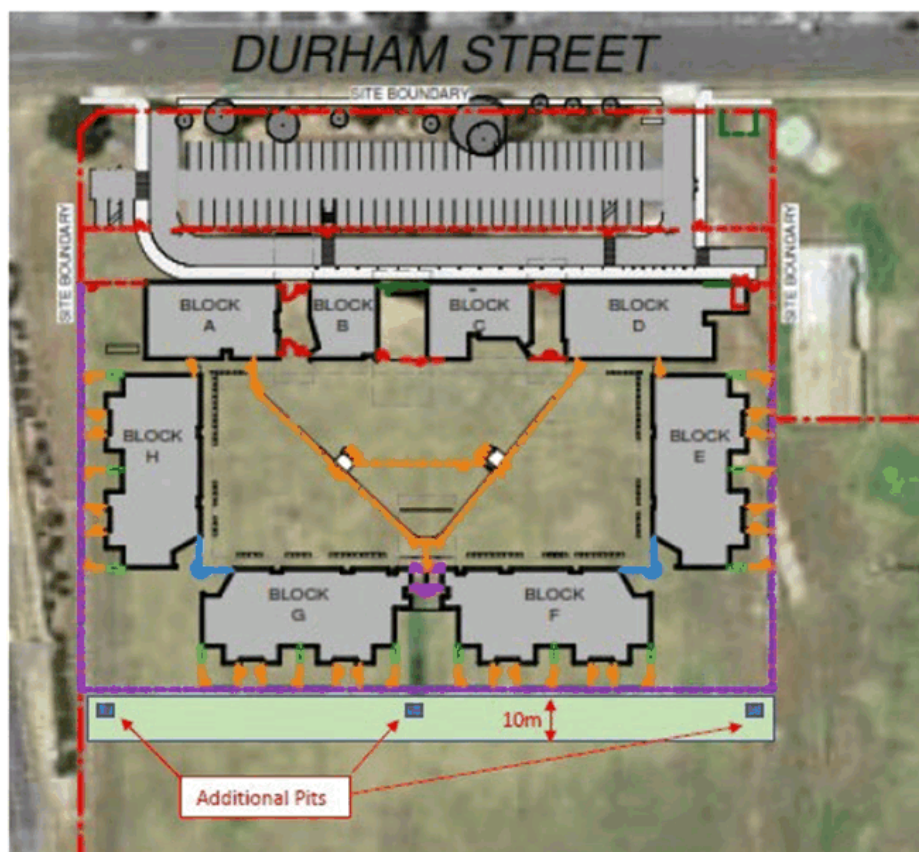 DURHAM STREET
SITE BOUNDARY
SITE BOUNDARY
SITE BOUNDARY
BLOCK
A
BLOCK
B
BLOCK
C
BLOCK
D
BLOCK
H
BLOCK
E
BLOCK
G
BLOCK
F
10m
Additional Pits